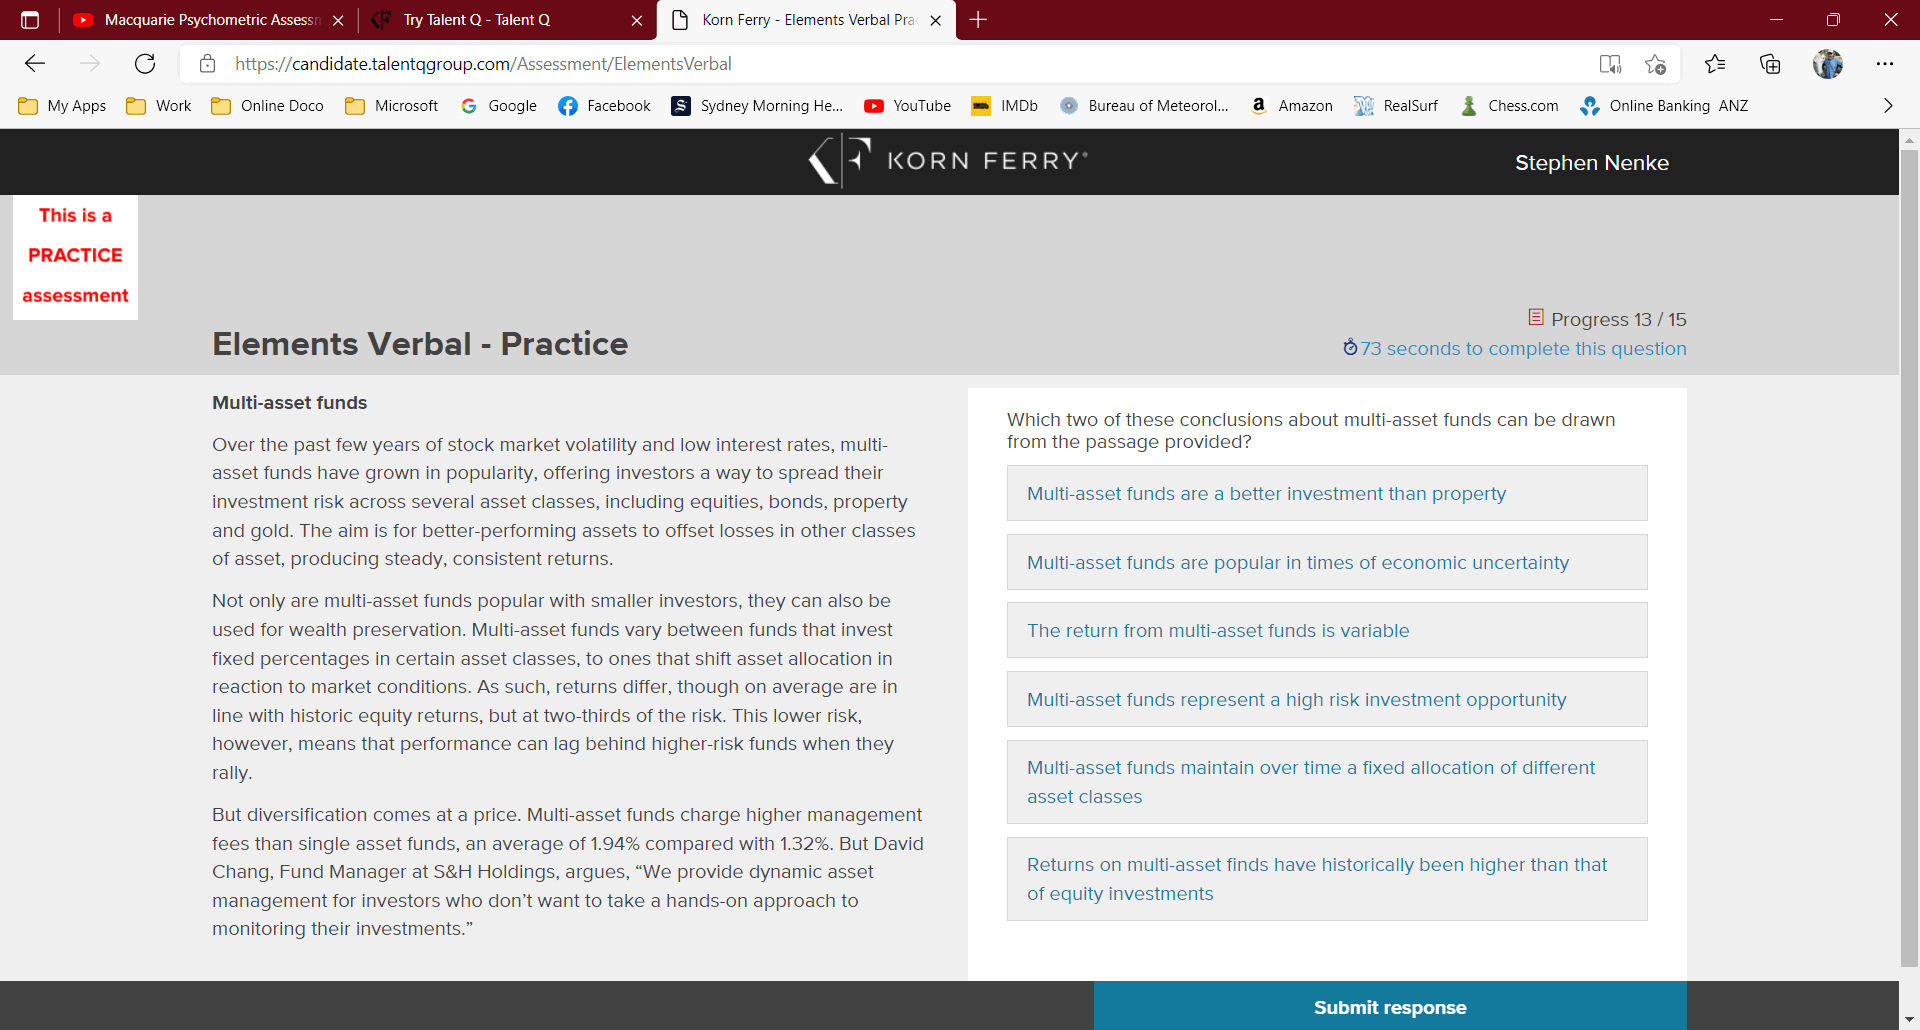 Macquarie Psychometric Assessm
Try Talent Q - Talent Q
Korn Ferry - Elements Verbal Pra
https://candidate.talentqgroup.com/Assessment/ElementsVerbal
My Apps
Work
Online Doco
Microsoft
Google
Facebook
Sydney Morning He...
YouTube
IMDb
Bureau of Meteorol...
Amazon
RealSurf
Chess.com
Online Banking ANZ
KORN FERRY
Stephen Nenke
This is a
PRACTICE
assessment
Progress 13 / 15
Elements Verbal - Practice
73 seconds to complete this question
Multi-asset funds
Over the past few years of stock market volatility and low interest rates, multi-
asset funds have grown in popularity, offering investors a way to spread their
investment risk across several asset classes, including equities, bonds, property
and gold. The aim is for better-performing assets to offset losses in other classes
of asset, producing steady, consistent returns.
Not only are multi-asset funds popular with smaller investors, they can also be
used for wealth preservation. Multi-asset funds vary between funds that invest
fixed percentages in certain asset classes, to ones that shift asset allocation in
reaction to market conditions. As such, returns differ, though on average are in
line with historic equity returns, but at two-thirds of the risk. This lower risk,
however, means that performance can lag behind higher-risk funds when they
rally.
But diversification comes at a price. Multi-asset funds charge higher management
fees than single asset funds, an average of 1.94% compared with 1.32%. But David
Chang, Fund Manager at S&H Holdings, argues, “We provide dynamic asset
management for investors who don’t want to take a hands-on approach to
monitoring their investments.”
Which two of these conclusions about multi-asset funds can be drawn
from the passage provided?
Multi-asset funds are a better investment than property
Multi-asset funds are popular in times of economic uncertainty
The return from multi-asset funds is variable
Multi-asset funds represent a high risk investment opportunity
Multi-asset funds maintain over time a fixed allocation of different
asset classes
Returns on multi-asset finds have historically been higher than that
of equity investments
Submit response